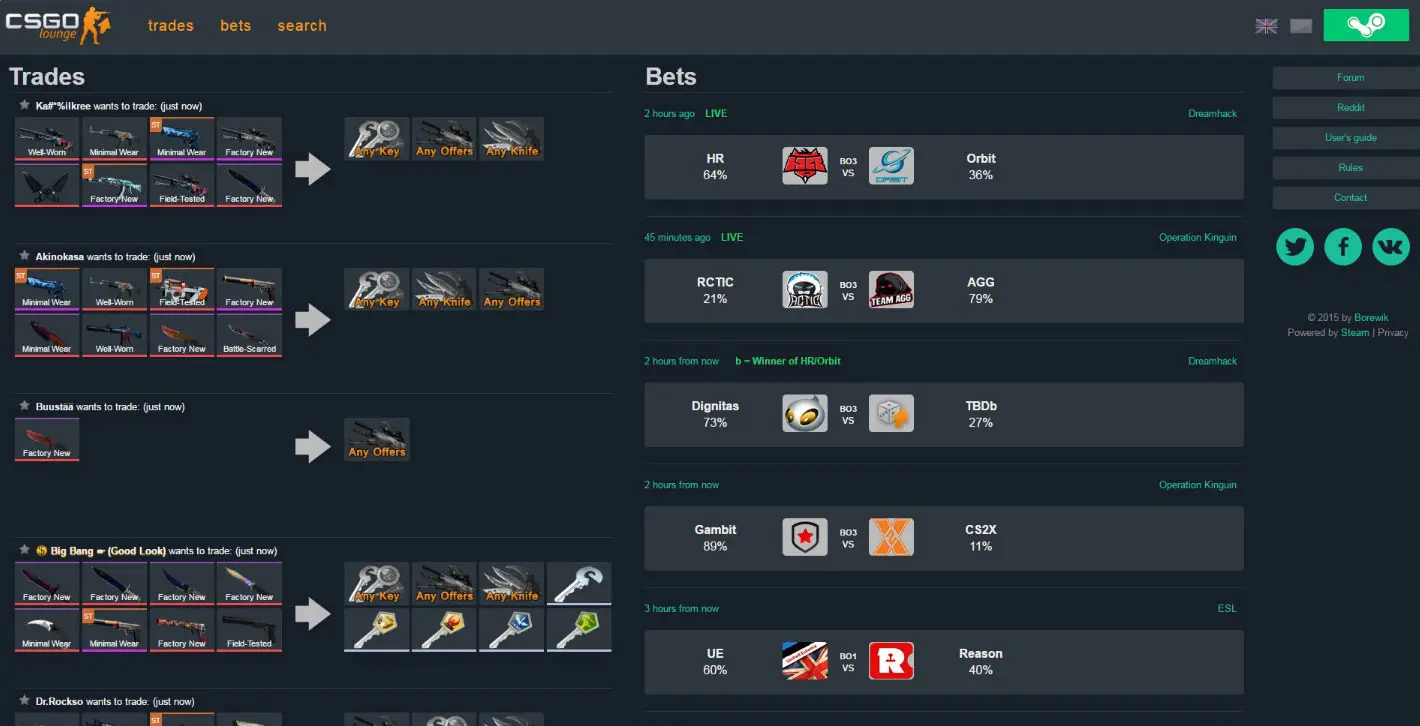 CSGO
lounge
trades bets search
Trades
Ka#*%ilkree wants to trade: (just now)
Well-Worn Minimal Wear ST Minimal Wear Factory New
ST Factory New Field-Tested Factory New
Any Key Any Offers Any Knife
Akinokasa wants to trade: (just now)
ST Minimal Wear Well-Worn ST Field-Tested Factory New
Minimal Wear Well-Worn Factory New Battle-Scarred
Any Key Any Knife Any Offers
Buustää wants to trade: (just now)
Factory New
Any Offers
Big Bang (Good Look) wants to trade: (just now)
Factory New Factory New Factory New Factory New
Minimal Wear ST Minimal Wear Factory New Field-Tested
Any Key Any Offers Any Knife
Dr.Rockso wants to trade: (just now)
ST
Bets
2 hours ago LIVE Dreamhack
HR
64%
BO3
VS
ORBIT
Orbit
36%
45 minutes ago LIVE Operation Kinguin
RCTIC
21%
RCTIC
BO3
VS
TEAM AGG
AGG
79%
2 hours from now b = Winner of HR/Orbit Dreamhack
Dignitas
73%
BO3
VS
TBDb
27%
2 hours from now Operation Kinguin
Gambit
89%
BO3
VS
CS2X
11%
3 hours from now ESL
UE
60%
United Estonia
BO1
VS
R
Reason
40%
Forum
Reddit
User's guide
Rules
Contact
© 2015 by Borewik
Powered by Steam | Privacy